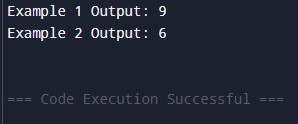 Example 1 Output: 9
Example 2 Output: 6
=== Code Execution Successful ===